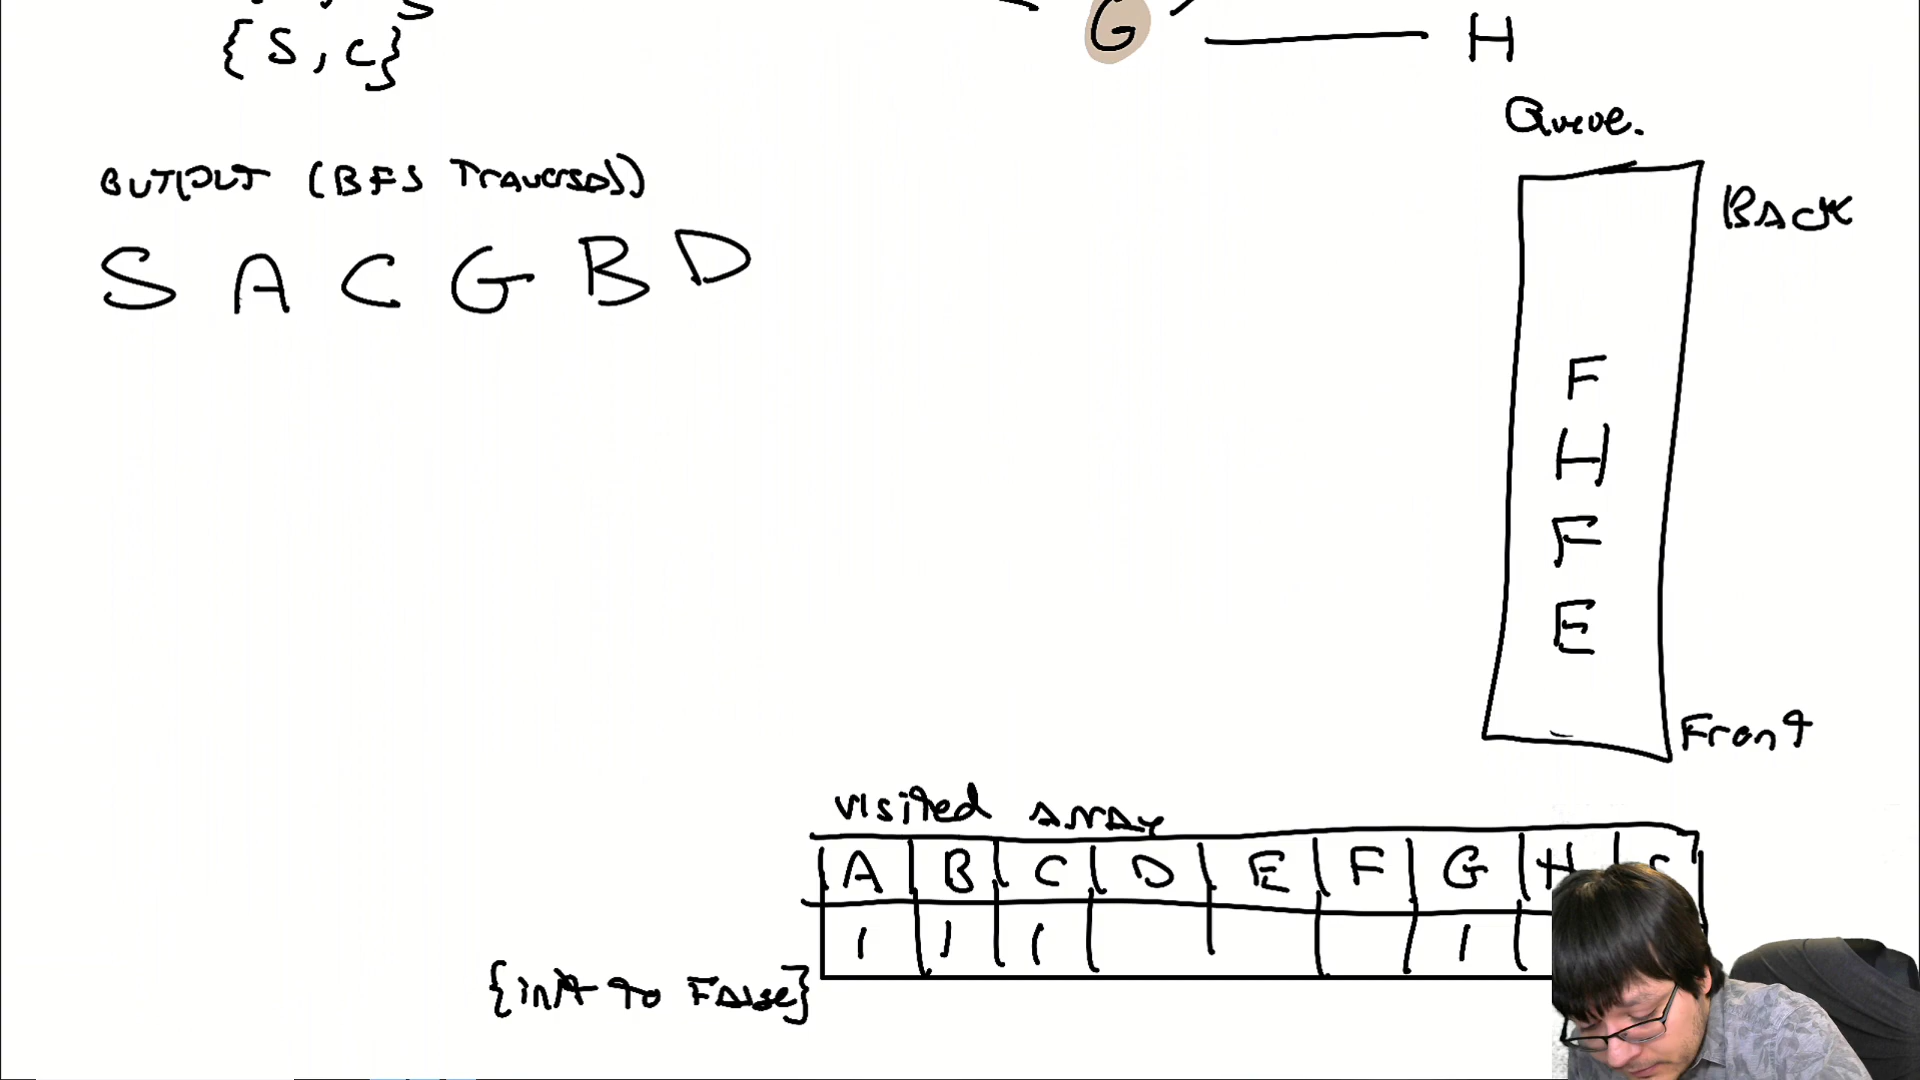 {S, C}
G
H
Queue.
OUTPUT (BFS Traversal)
Back
S A C G B D
F
H
F
E
Front
visited array
A B C D E F G H
1 1 1 1
{init to False}